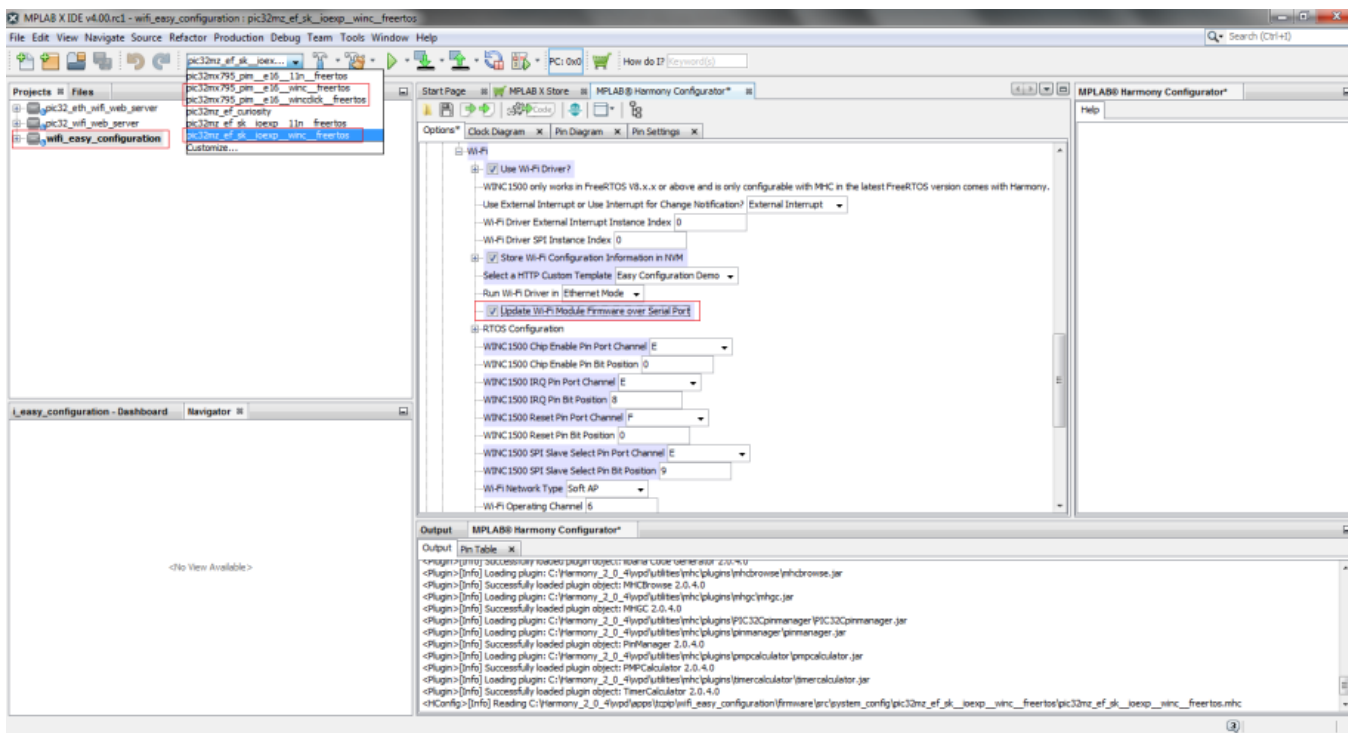 MPLAB X IDE v4.00.rc1 - wifi_easy_configuration : pic32mz_ef_sk__ioexp__winc_freertos
File Edit View Navigate Source Refactor Production Debug Team Tools Window Help
Search (Ctrl+I)
pic32mz_ef_sk__ioex...
PC: 0x0
How do I?
(Keyword(s))
pic32mx795_pim__e16__11n__freertos
pic32mx795_pim__e16__winc__freertos
pic32mx795_pim__e16__wincclick__freertos
pic32mz_ef_curiosity
pic32mz_ef_sk__ioexp__11n__freertos
pic32mz_ef_sk__ioexp__winc__freertos
Customize...
Projects
Files
pic32_eth_wifi_web_server
pic32_wifi_web_server
wifi_easy_configuration
Start Page
MPLAB X Store
MPLAB® Harmony Configurator*
Code
Options*
Clock Diagram
Pin Diagram
Pin Settings
Wi-Fi
Use Wi-Fi Driver?
WINC1500 only works in FreeRTOS V8.x.x or above and is only configurable with MHC in the latest FreeRTOS version comes with Harmony.
Use External Interrupt or Use Interrupt for Change Notification? External Interrupt
Wi-Fi Driver External Interrupt Instance Index 0
Wi-Fi Driver SPI Instance Index 0
Store Wi-Fi Configuration Information in NVM
Select a HTTP Custom Template Easy Configuration Demo
Run Wi-Fi Driver in Ethernet Mode
Update Wi-Fi Module Firmware over Serial Port
RTOS Configuration
WINC1500 Chip Enable Pin Port Channel E
WINC1500 Chip Enable Pin Bit Position 0
WINC1500 IRQ Pin Port Channel E
WINC1500 IRQ Pin Bit Position 8
WINC1500 Reset Pin Port Channel F
WINC1500 Reset Pin Bit Position 0
WINC1500 SPI Slave Select Pin Port Channel E
WINC1500 SPI Slave Select Pin Bit Position 9
Wi-Fi Network Type Soft AP
Wi-Fi Operating Channel 6
MPLAB® Harmony Configurator*
Help
i_easy_configuration - Dashboard
Navigator
<No View Available>
Output
MPLAB® Harmony Configurator*
Output
Pin Table
<Plugin>[Info] Loading plugin: C:\Harmony_2_0_4\wpd\utilities\mhc\plugins\mhcbrowse\mhcbrowse.jar
<Plugin>[Info] Successfully loaded plugin object: MHCBrowse 2.0.4.0
<Plugin>[Info] Loading plugin: C:\Harmony_2_0_4\wpd\utilities\mhc\plugins\mhgc\mhgc.jar
<Plugin>[Info] Successfully loaded plugin object: MHGC 2.0.4.0
<Plugin>[Info] Loading plugin: C:\Harmony_2_0_4\wpd\utilities\mhc\plugins\PIC32Cpinmanager\PIC32Cpinmanager.jar
<Plugin>[Info] Loading plugin: C:\Harmony_2_0_4\wpd\utilities\mhc\plugins\pinmanager\pinmanager.jar
<Plugin>[Info] Successfully loaded plugin object: PinManager 2.0.4.0
<Plugin>[Info] Loading plugin: C:\Harmony_2_0_4\wpd\utilities\mhc\plugins\pmpcalculator\pmpcalculator.jar
<Plugin>[Info] Successfully loaded plugin object: PMPCalculator 2.0.4.0
<Plugin>[Info] Loading plugin: C:\Harmony_2_0_4\wpd\utilities\mhc\plugins\timercalculator\timercalculator.jar
<Plugin>[Info] Successfully loaded plugin object: TimerCalculator 2.0.4.0
<HConfig>[Info] Reading C:\Harmony_2_0_4\wpd\apps\tcpip\wifi_easy_configuration\firmware\src\system_config\pic32mz_ef_sk__ioexp__winc__freertos\pic32mz_ef_sk__ioexp__winc__freertos.mhc